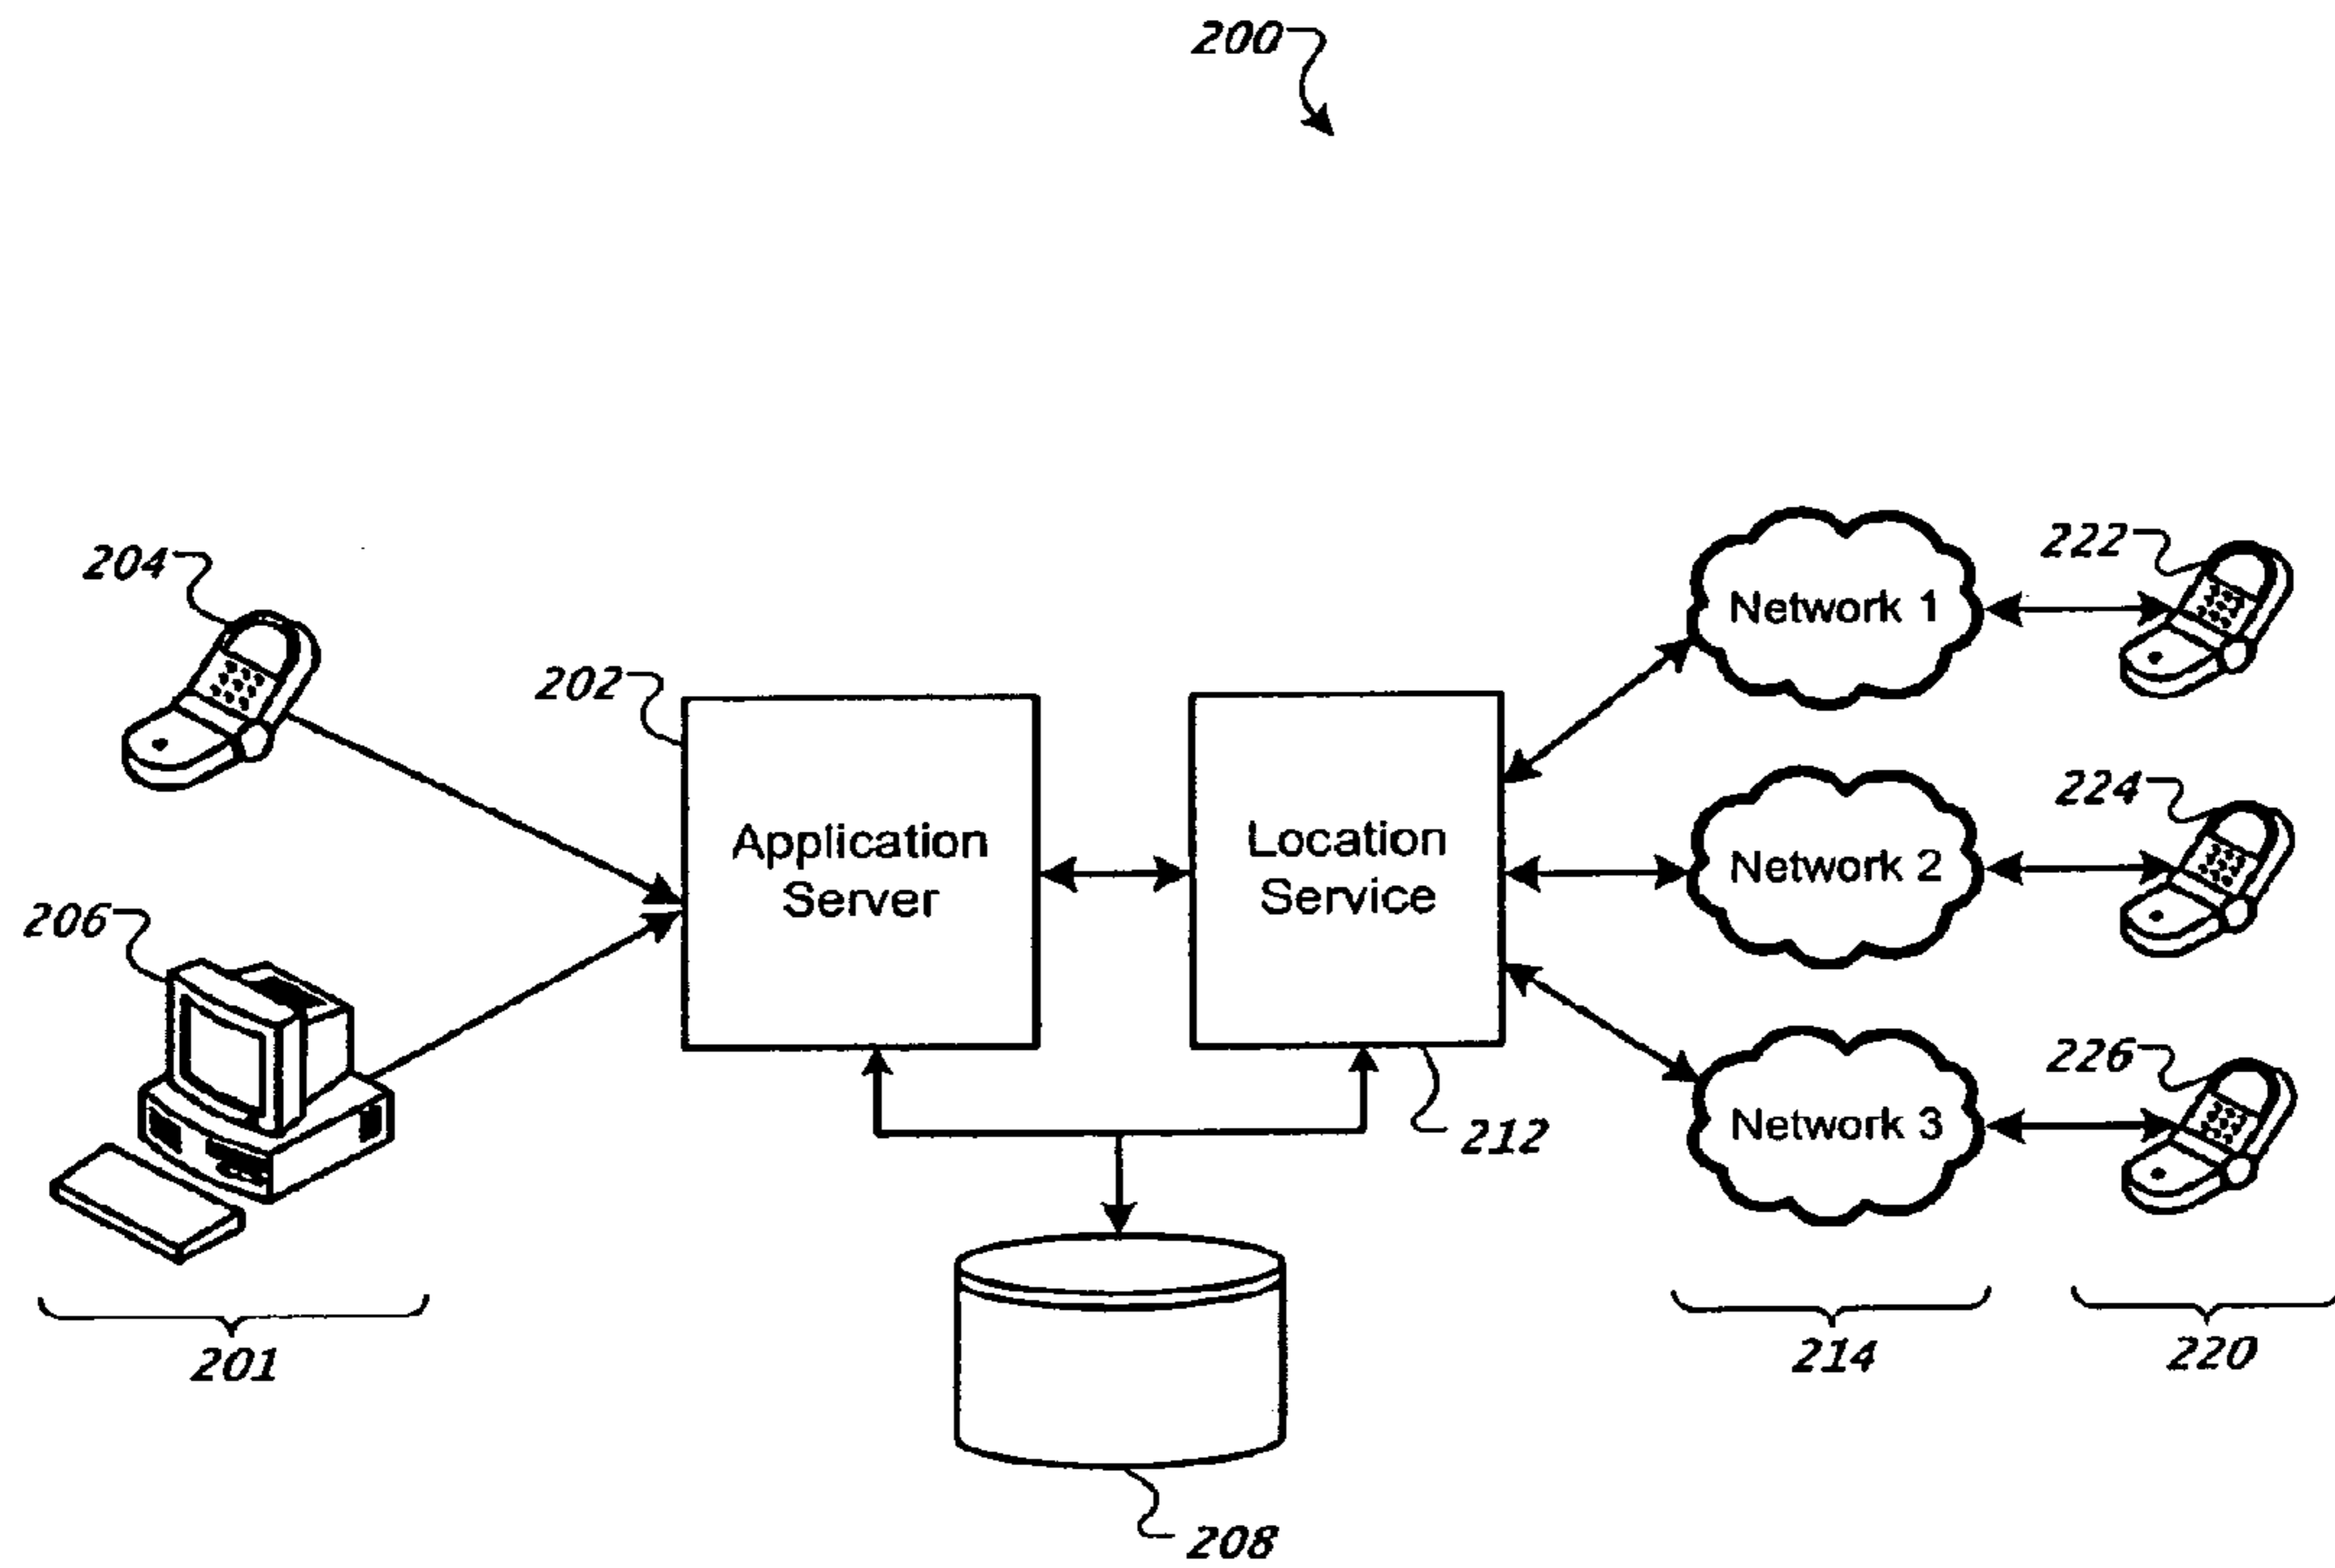 200
204
202
206
Application
Server
Location
Service
Network 1
222
Network 2
224
Network 3
226
212
201
214
220
208